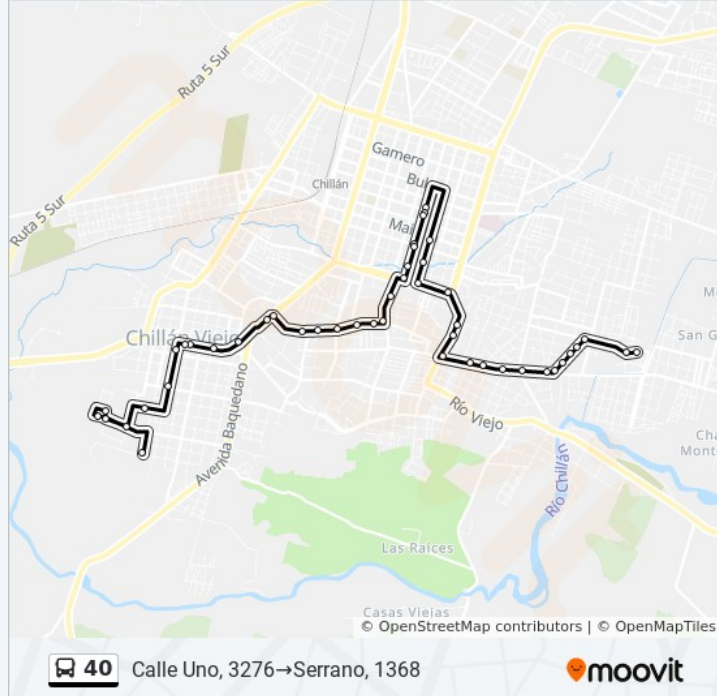 Ruta 5 Sur
Gamero
Chillán
Bul
Ruta 5 Sur
Mai
Chillán Viejo
San G
Avenida Baquedano
Río Viejo
Cha
Mont
Río Chillán
Las Raíces
Casas Viejas
© OpenStreetMap contributors | © OpenMapTiles
40 Calle Uno, 3276→Serrano, 1368
moovit